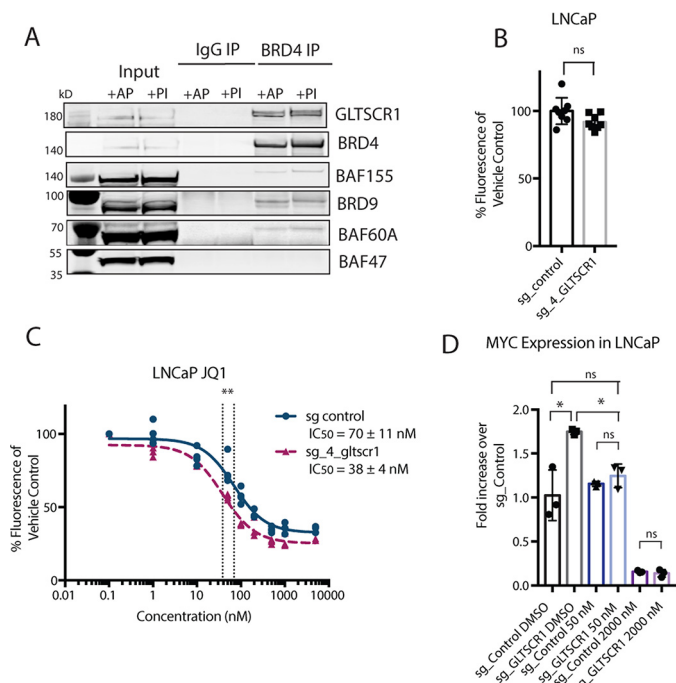 A
IgG IP BRD4 IP
Input
kD +AP +PI +AP +PI +AP +PI
180 GLTSCR1
140 BRD4
140 BAF155
100 BRD9
90
70 BAF60A
60
55 BAF47
35
B
LNCaP
ns
% Fluorescence of
Vehicle Control
100
50
0
sg_control
sg_4_GLTSCR1
C
LNCaP JQ1
**
% Fluorescence of
Vehicle Control
100
50
0
0.01 0.1 1 10 100 1000 10000
Concentration (nM)
sg control
IC50 = 70 ± 11 nM
sg_4_gltscr1
IC50 = 38 ± 4 nM
D
MYC Expression in LNCaP
ns
* *
ns
ns
Fold increase over
sg_Control
2.0
1.5
1.0
0.5
0.0
sg_Control DMSO
sg_GLTSCR1 DMSO
sg_Control 50 nM
sg_GLTSCR1 50 nM
sg_Control 2000 nM
sg_GLTSCR1 2000 nM